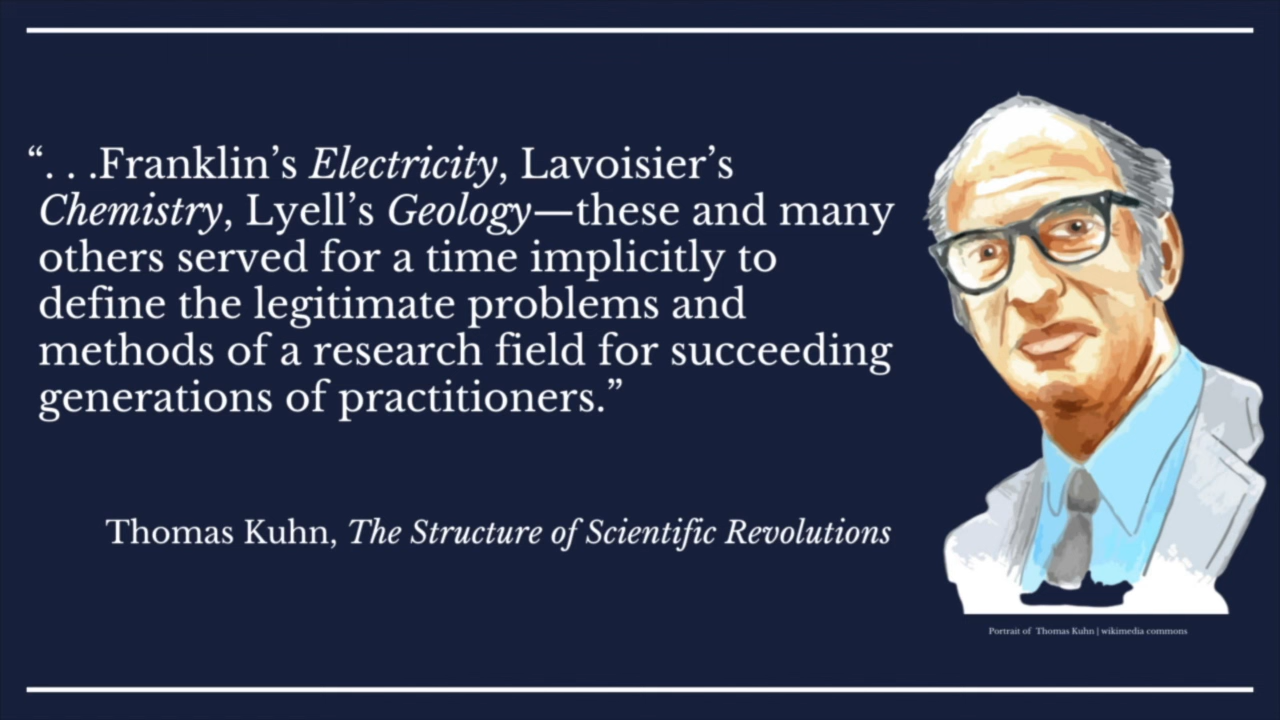 “. . .Franklin’s Electricity, Lavoisier’s
Chemistry, Lyell’s Geology—these and many
others served for a time implicitly to
define the legitimate problems and
methods of a research field for succeeding
generations of practitioners.”
Thomas Kuhn, The Structure of Scientific Revolutions
Portrait of Thomas Kuhn | wikimedia commons